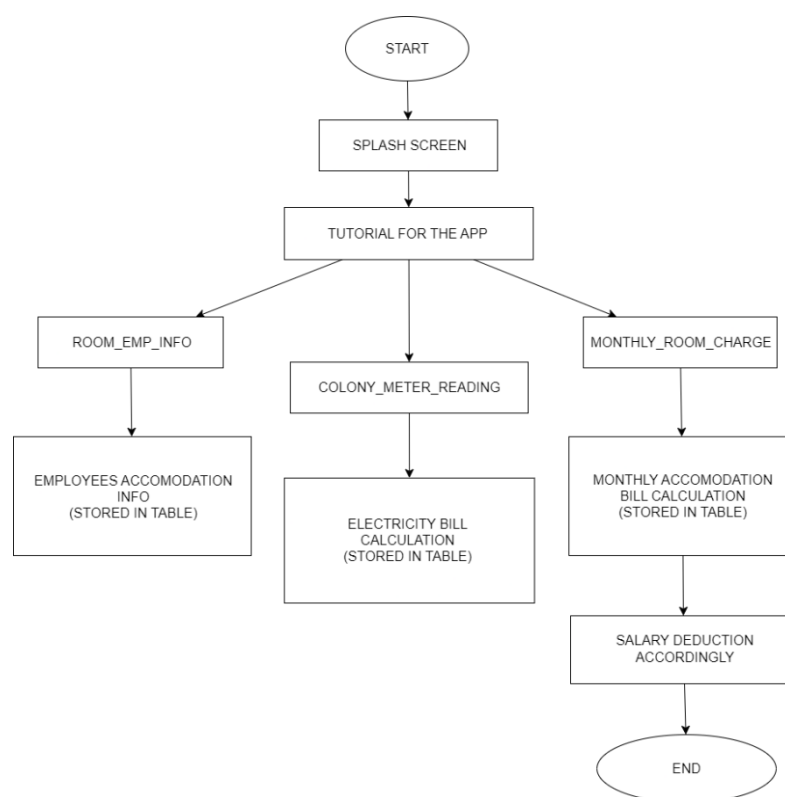 START
SPLASH SCREEN
TUTORIAL FOR THE APP
ROOM_EMP_INFO
MONTHLY_ROOM_CHARGE
COLONY_METER_READING
EMPLOYEES ACCOMODATION
INFO
(STORED IN TABLE)
MONTHLY ACCOMODATION
BILL CALCULATION
(STORED IN TABLE)
ELECTRICITY BILL
CALCULATION
(STORED IN TABLE)
SALARY DEDUCTION
ACCORDINGLY
END